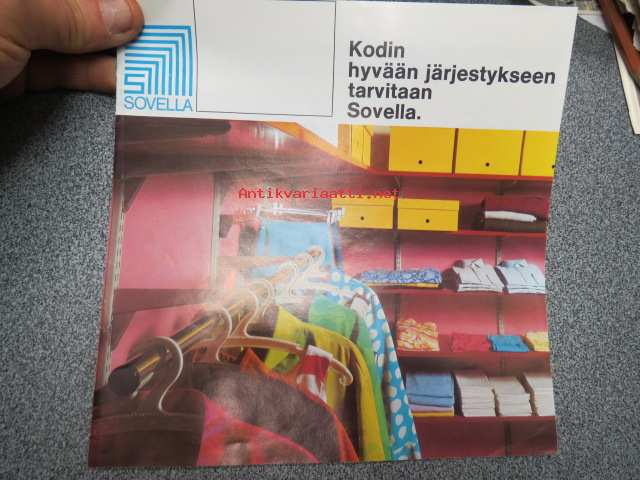 SOVELLA
Kodin
hyvään järjestykseen
tarvitaan
Sovella.
Antikvariaatti.net